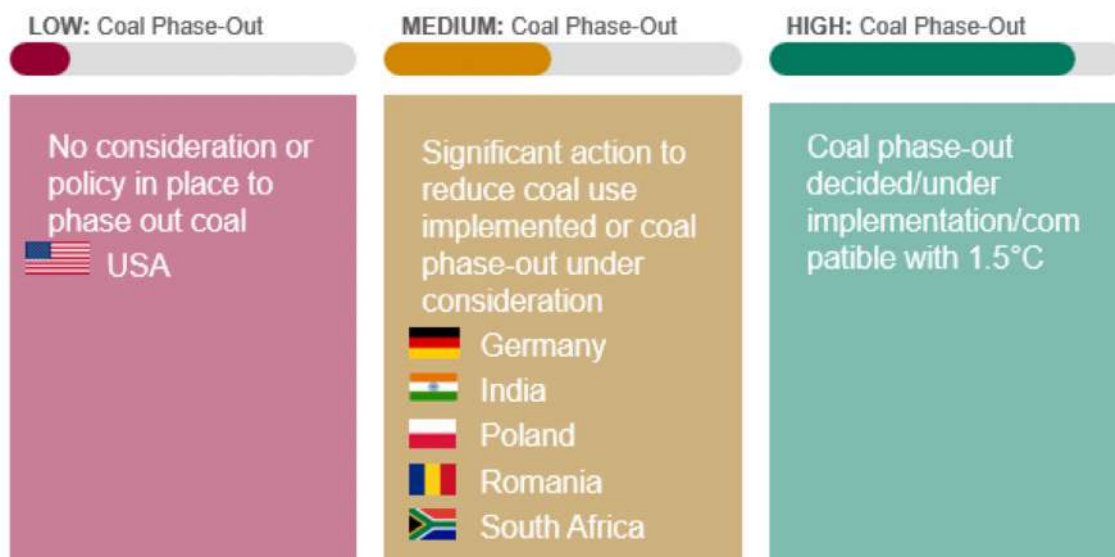 LOW: Coal Phase-Out
No consideration or
policy in place to
phase out coal
USA
MEDIUM: Coal Phase-Out
Significant action to
reduce coal use
implemented or coal
phase-out under
consideration
Germany
India
Poland
Romania
South Africa
HIGH: Coal Phase-Out
Coal phase-out
decided/under
implementation/com
patible with 1.5°C